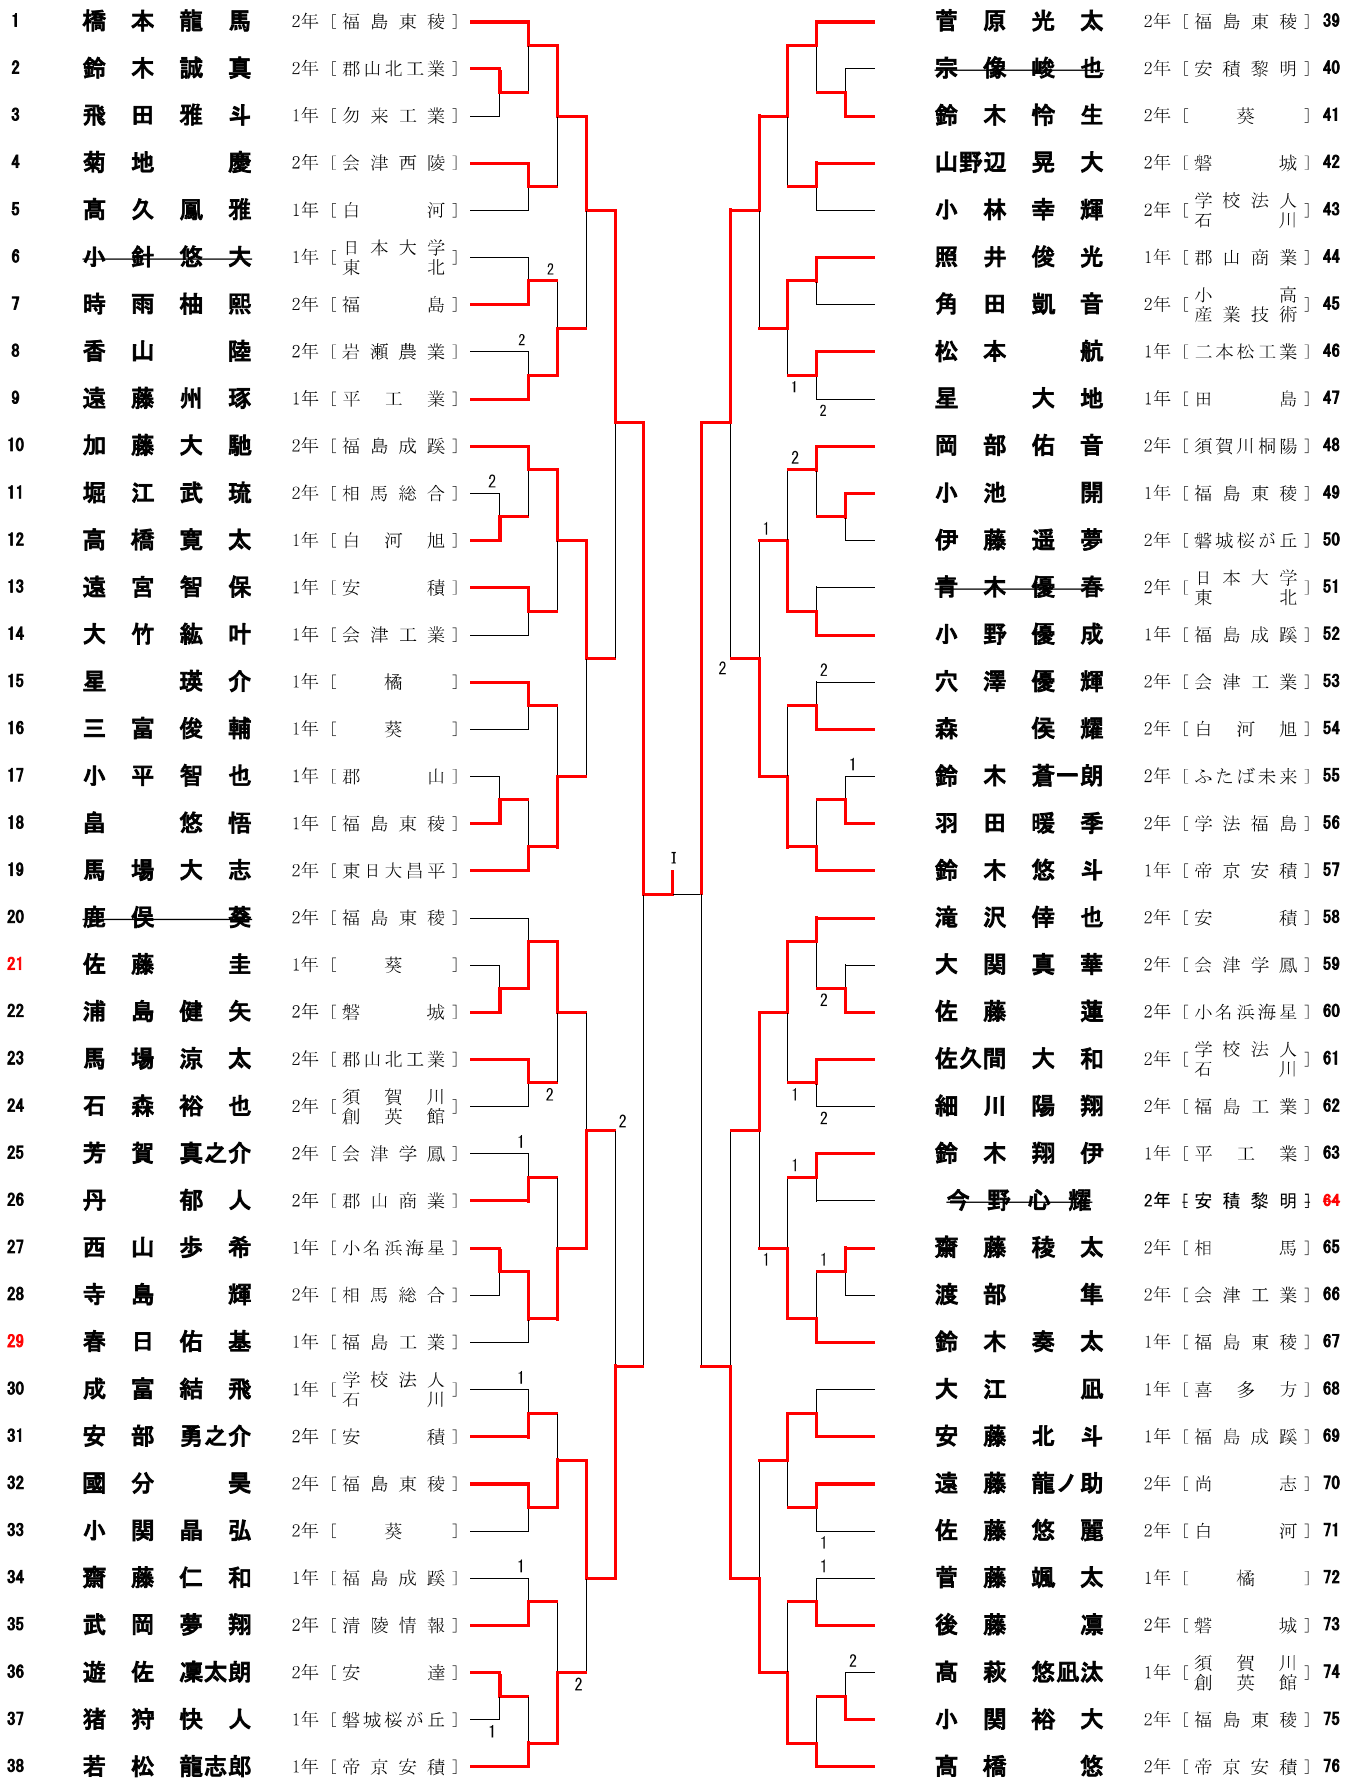 1 橋本龍馬 2年 [福島東稜]
2 鈴木誠真 2年 [郡山北工業]
3 飛田雅斗 1年 [勿来工業]
4 菊地慶 2年 [会津西陵]
5 髙久鳳雅 1年 [白河]
6 小針悠大 1年 [日本大学東北]
7 時雨柚熙 2年 [福島]
2
8 香山陸 2年 [岩瀬農業] 2
9 遠藤州琢 1年 [平工業]
10 加藤大馳 2年 [福島成蹊]
11 堀江武琉 2年 [相馬総合] 2
12 高橋寛太 1年 [白河旭]
13 遠宮智保 1年 [安積]
14 大竹紘叶 1年 [会津工業]
15 星瑛介 1年 [橘]
16 三富俊輔 1年 [葵]
17 小平智也 1年 [郡山]
18 畠悠悟 1年 [福島東稜]
19 馬場大志 2年 [東日大昌平]
20 鹿俣葵 2年 [福島東稜]
21 佐藤圭 1年 [葵]
22 浦島健矢 2年 [磐城]
23 馬場涼太 2年 [郡山北工業]
2
24 石森裕也 2年 [須賀川創英館]
2
25 芳賀真之介 2年 [会津学鳳] 1
26 丹郁人 2年 [郡山商業]
27 西山歩希 1年 [小名浜海星]
28 寺島輝 2年 [相馬総合]
29 春日佑基 1年 [福島工業]
30 成富結飛 1年 [学校法人石川] 1
31 安部勇之介 2年 [安積]
32 國分昊 2年 [福島東稜]
33 小関晶弘 2年 [葵]
34 齋藤仁和 1年 [福島成蹊] 1
35 武岡夢翔 2年 [清陵情報]
36 遊佐凜太朗 2年 [安達]
2
37 猪狩快人 1年 [磐城桜が丘] 1
38 若松龍志郎 1年 [帝京安積]
I
菅原光太 2年 [福島東稜] 39
宗像峻也 2年 [安積黎明] 40
鈴木怜生 2年 [葵] 41
山野辺晃大 2年 [磐城] 42
小林幸輝 2年 [学校法人石川] 43
照井俊光 1年 [郡山商業] 44
角田凱音 2年 [小高産業技術] 45
松本航 1年 [二本松工業] 46
1
2 星大地 1年 [田島] 47
2
岡部佑音 2年 [須賀川桐陽] 48
小池開 1年 [福島東稜] 49
1
伊藤遥夢 2年 [磐城桜が丘] 50
青木優春 2年 [日本大学東北] 51
小野優成 1年 [福島成蹊] 52
2
2 穴澤優輝 2年 [会津工業] 53
森侯耀 2年 [白河旭] 54
1 鈴木蒼一朗 2年 [ふたば未来] 55
羽田暖季 2年 [学法福島] 56
鈴木悠斗 1年 [帝京安積] 57
滝沢倖也 2年 [安積] 58
大関真華 2年 [会津学鳳] 59
2
佐藤蓮 2年 [小名浜海星] 60
佐久間大和 2年 [学校法人石川] 61
1
2 細川陽翔 2年 [福島工業] 62
1
鈴木翔伊 1年 [平工業] 63
今野心耀 2年 [安積黎明] 64
1
1
齋藤稜太 2年 [相馬] 65
渡部隼 2年 [会津工業] 66
鈴木奏太 1年 [福島東稜] 67
大江凪 1年 [喜多方] 68
安藤北斗 1年 [福島成蹊] 69
遠藤龍ノ助 2年 [尚志] 70
1 佐藤悠麗 2年 [白河] 71
1 菅藤颯太 1年 [橘] 72
後藤凛 2年 [磐城] 73
2 高萩悠凪汰 1年 [須賀川創英館] 74
小関裕大 2年 [福島東稜] 75
髙橋悠 2年 [帝京安積] 76